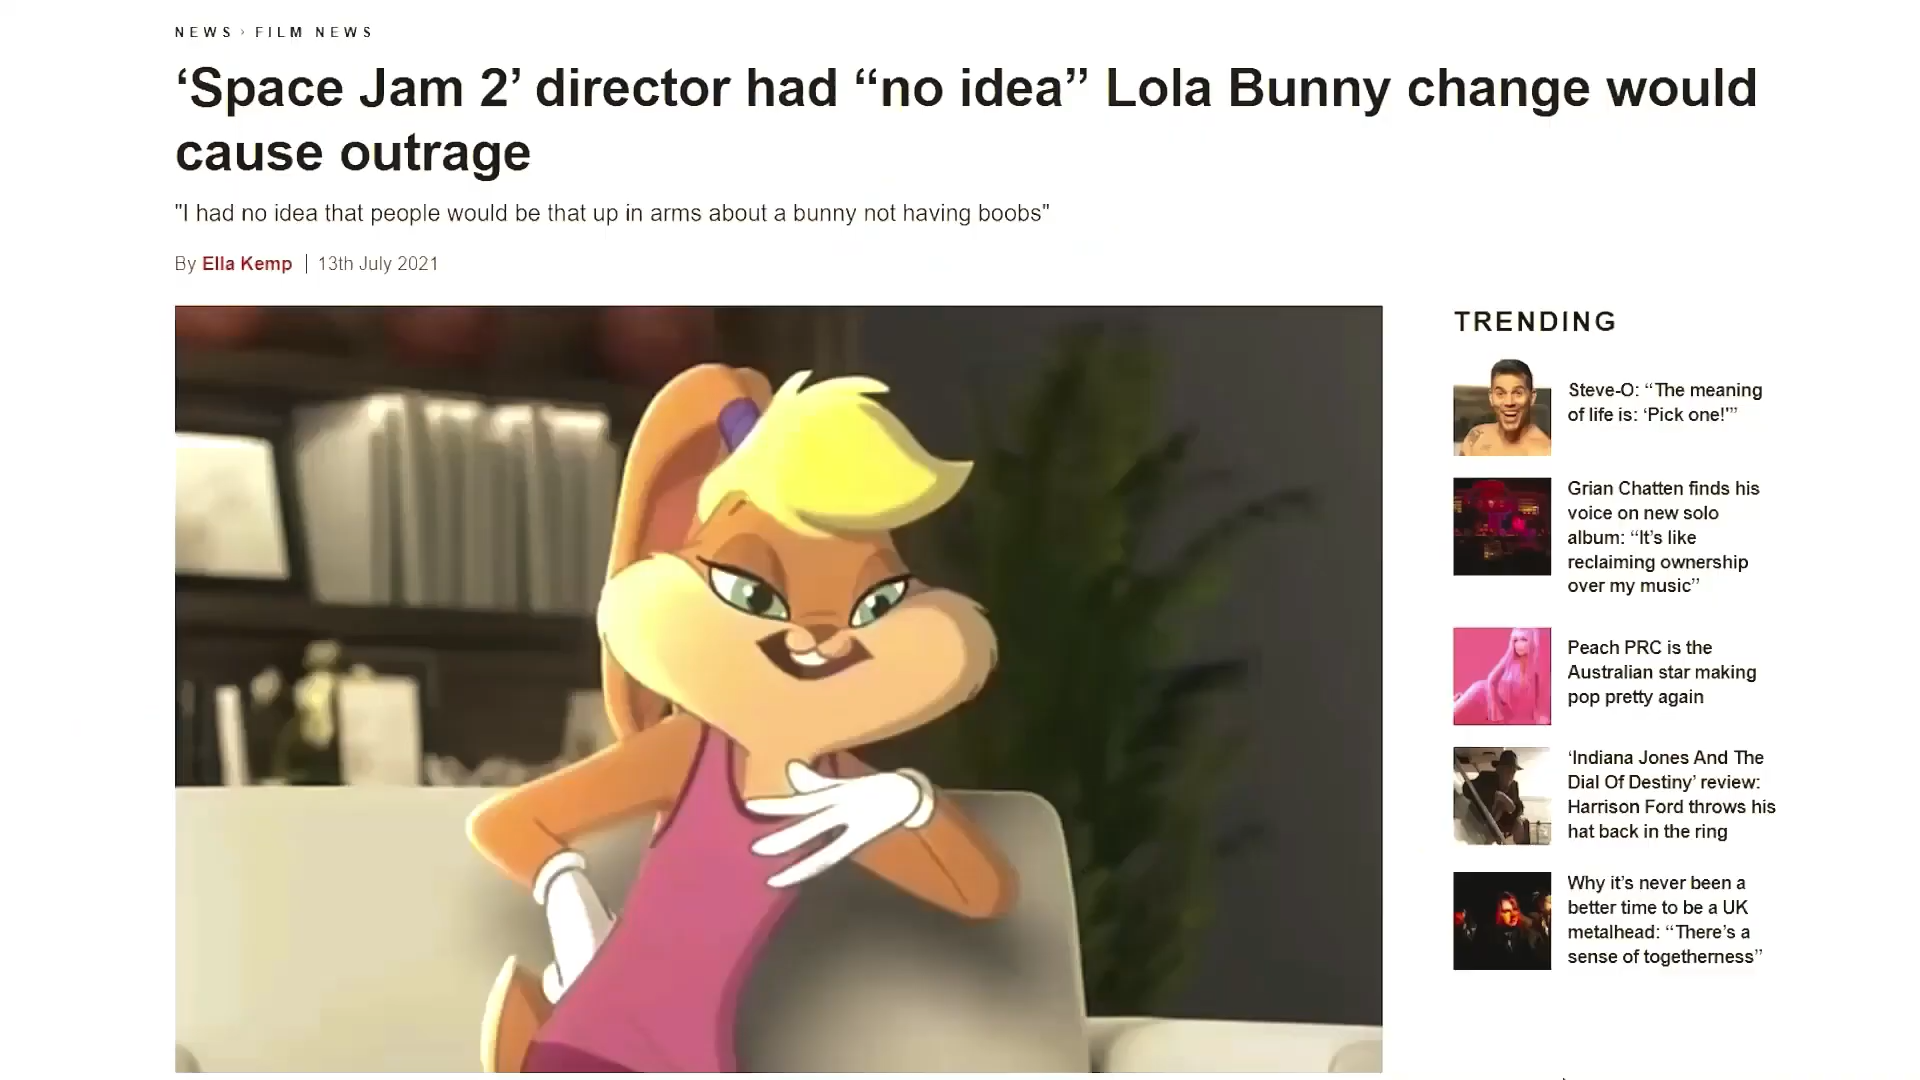 NEWS › FILM NEWS
‘Space Jam 2’ director had “no idea” Lola Bunny change would
cause outrage
"I had no idea that people would be that up in arms about a bunny not having boobs"
By Ella Kemp | 13th July 2021
TRENDING
Steve-O: “The meaning
of life is: ‘Pick one!’”
Grian Chatten finds his
voice on new solo
album: “It’s like
reclaiming ownership
over my music”
Peach PRC is the
Australian star making
pop pretty again
‘Indiana Jones And The
Dial Of Destiny’ review:
Harrison Ford throws his
hat back in the ring
Why it’s never been a
better time to be a UK
metalhead: “There’s a
sense of togetherness”